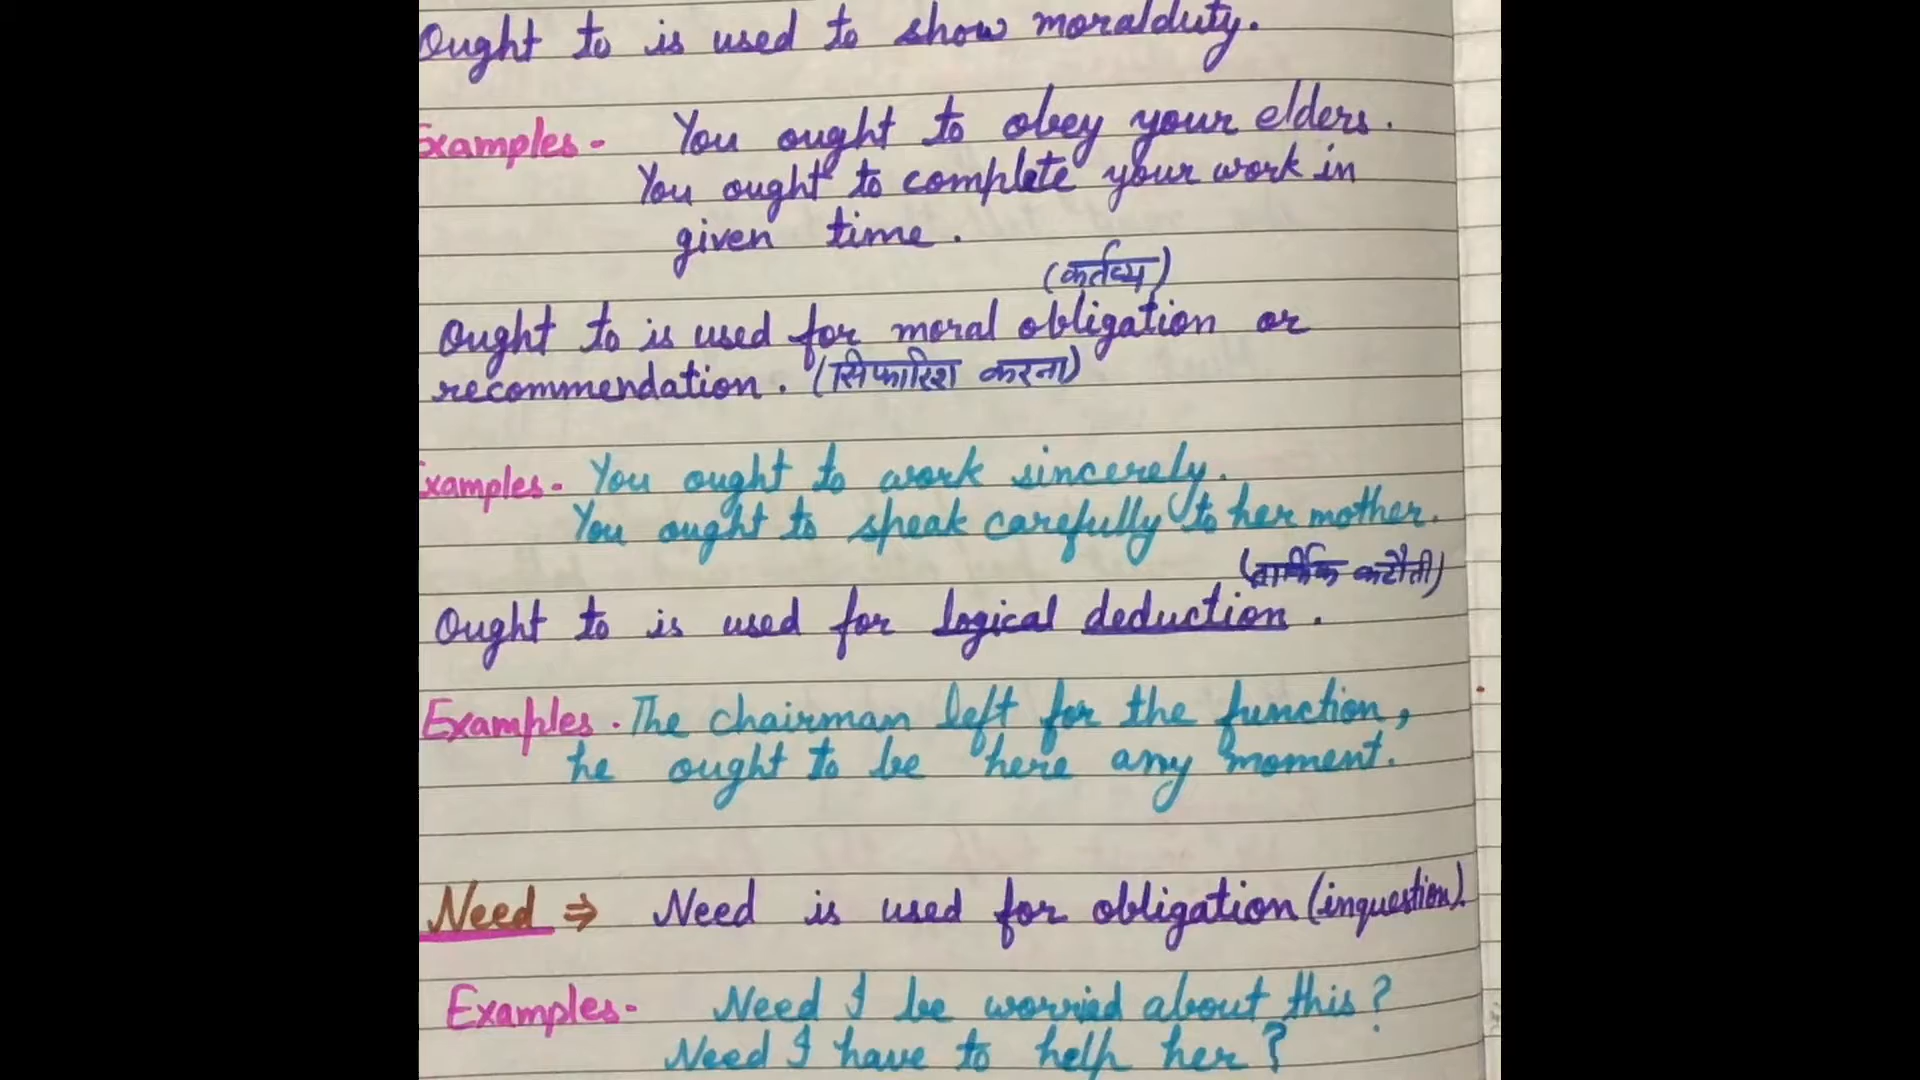 Ought to is used to show moralduty.
Examples - You ought to obey your elders.
You ought to complete your work in
given time.
(कर्तव्य)
Ought to is used for moral obligation or
recommendation. (सिफारिश करना)
Examples - You ought to work sincerely.
You ought to speak carefully to her mother.
(तार्किक कटौती)
Ought to is used for logical deduction.
Examples - The chairman left for the function,
he ought to be here any moment.
Need ⇒ Need is used for obligation (inquestion).
Examples - Need I be worried about this?
Need I have to help her?